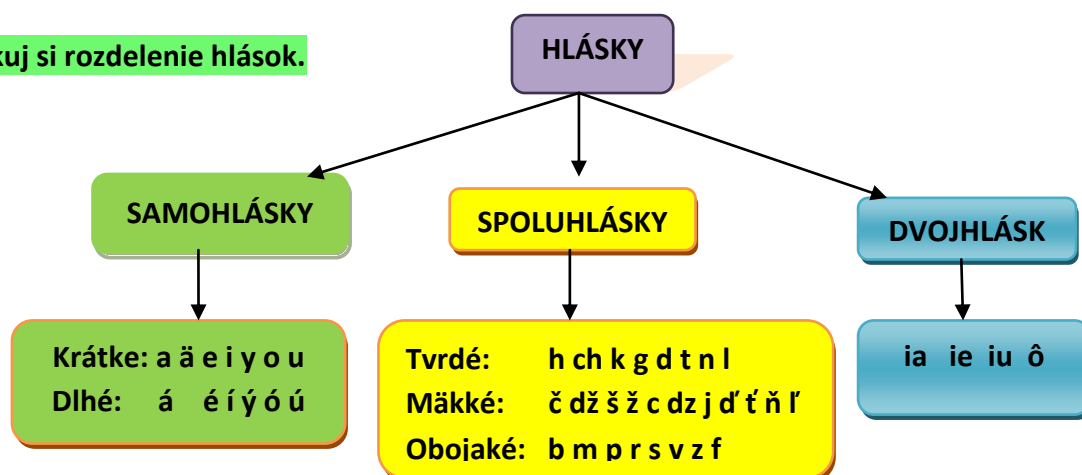 kuj si rozdelenie hlások.
HLÁSKY
SAMOHLÁSKY
SPOLUHLÁSKY
DVOJHLÁSK
Krátke: a ä e i y o u
Dlhé: á é í ý ó ú
Tvrdé: h ch k g d t n l
Mäkké: č dž š ž c dz j ď ť ň ľ
Obojaké: b m p r s v z f
ia ie iu ô